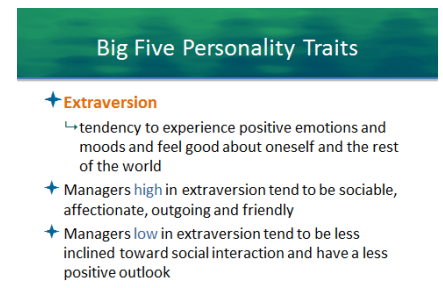 Big Five Personality Traits
Extraversion
tendency to experience positive emotions and
moods and feel good about oneself and the rest
of the world
Managers high in extraversion tend to be sociable,
affectionate, outgoing and friendly
Managers low in extraversion tend to be less
inclined toward social interaction and have a less
positive outlook